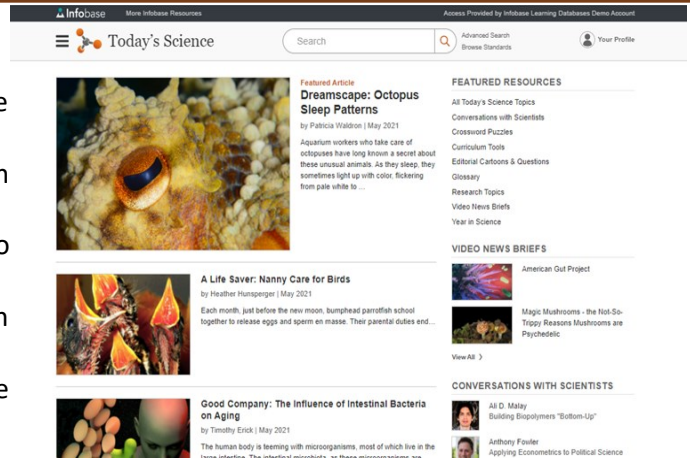 Infobase
More Infobase Resources
Access Provided by Infobase Learning Databases Demo Account
Today's Science
Search
Advanced Search
Browse Standards
Your Profile
Featured Article
Dreamscape: Octopus
Sleep Patterns
by Patricia Waldron | May 2021
Aquarium workers who take care of
octopuses have long known a secret about
these unusual animals. As they sleep, they
sometimes light up with color, flickering
from pale white to ...
A Life Saver: Nanny Care for Birds
by Heather Hunsperger | May 2021
Each month, just before the new moon, bumphead parrotfish school
together to release eggs and sperm en masse. Their parental duties end...
Good Company: The Influence of Intestinal Bacteria
on Aging
by Timothy Erick | May 2021
The human body is teeming with microorganisms, most of which live in the
large intestine. The intestinal microbiota, as these microorganisms are
FEATURED RESOURCES
All Today's Science Topics
Conversations with Scientists
Crossword Puzzles
Curriculum Tools
Editorial Cartoons & Questions
Glossary
Research Topics
Video News Briefs
Year in Science
VIDEO NEWS BRIEFS
American Gut Project
Magic Mushrooms - the Not-So-
Trippy Reasons Mushrooms are
Psychedelic
View All
CONVERSATIONS WITH SCIENTISTS
Ali D. Malay
Building Biopolymers "Bottom-Up"
Anthony Fowler
Applying Econometrics to Political Science